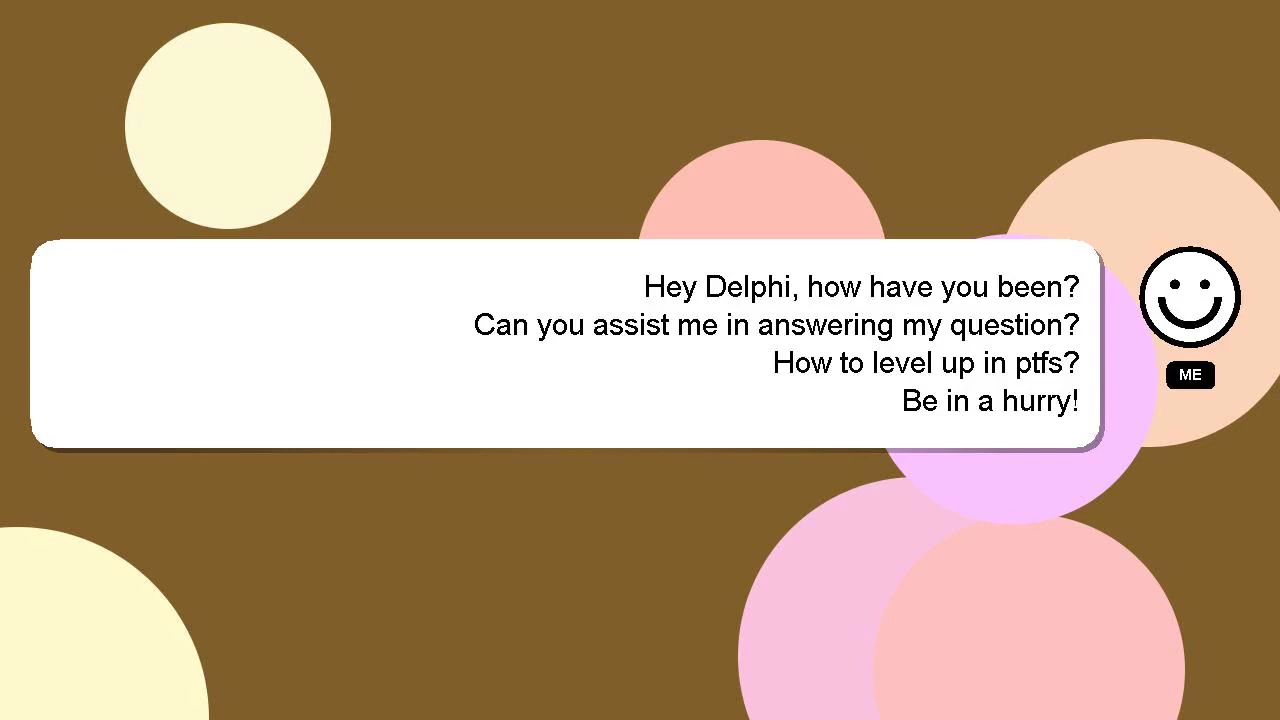 Hey Delphi, how have you been?
Can you assist me in answering my question?
How to level up in ptfs?
Be in a hurry!
ME